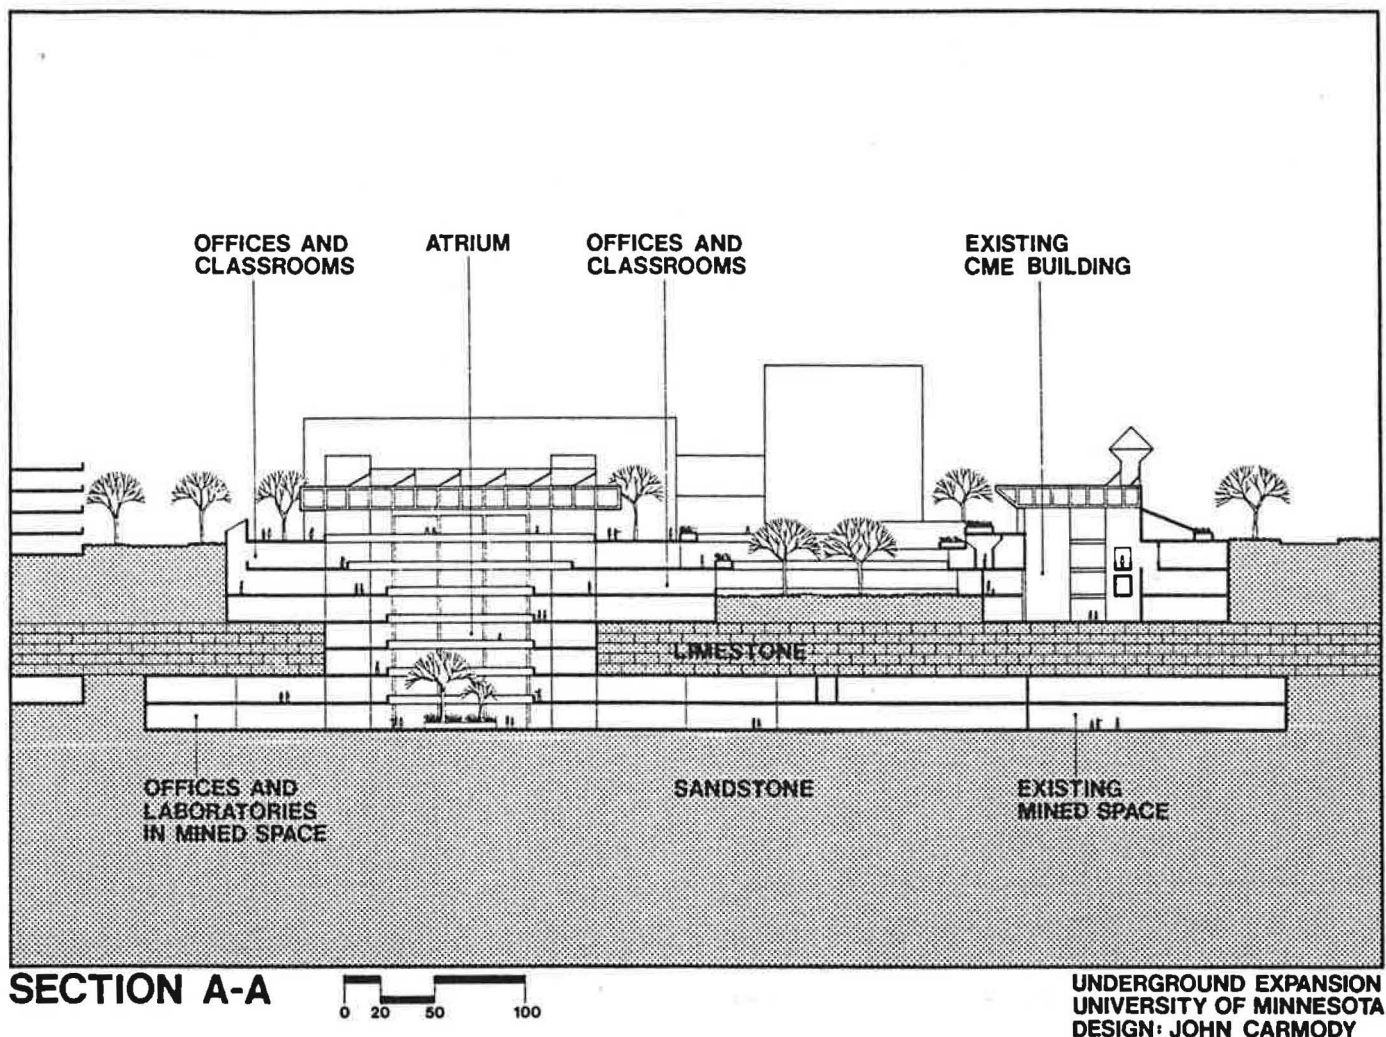 OFFICES AND
CLASSROOMS
ATRIUM
OFFICES AND
CLASSROOMS
EXISTING
CME BUILDING
LIMESTONE
OFFICES AND
LABORATORIES
IN MINED SPACE
SANDSTONE
EXISTING
MINED SPACE
SECTION A-A
0 20 50 100
UNDERGROUND EXPANSION
UNIVERSITY OF MINNESOTA
DESIGN: JOHN CARMODY